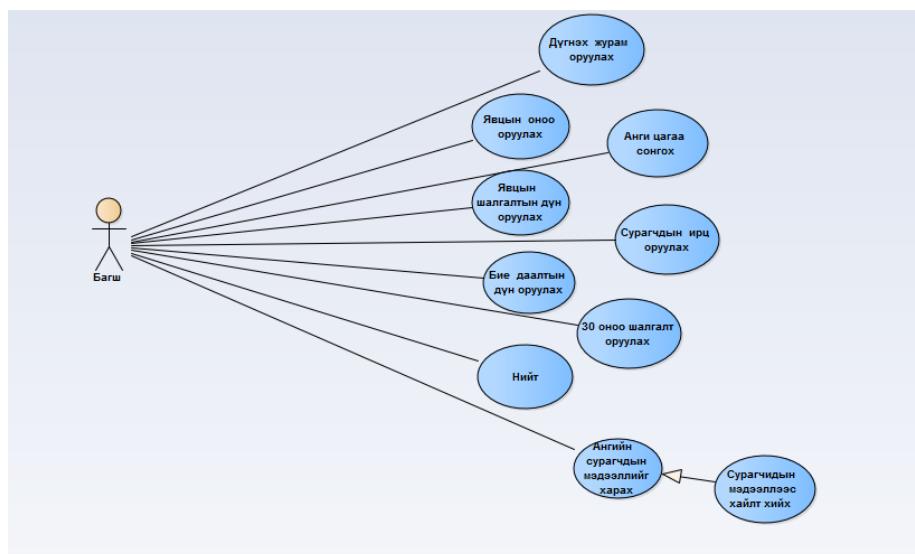 Дүгнэх журам
оруулах
Явцын оноо
оруулах
Анги цагаа
сонгох
Явцын
шалгалтын дүн
оруулах
Сурагчдын ирц
оруулах
Багш
Бие даалтын
дүн оруулах
30 оноо шалгалт
оруулах
Нийт
Ангийн
сурагчдын
мэдээллийг
харах
Сурагчидын
мэдээллээс
хайлт хийх